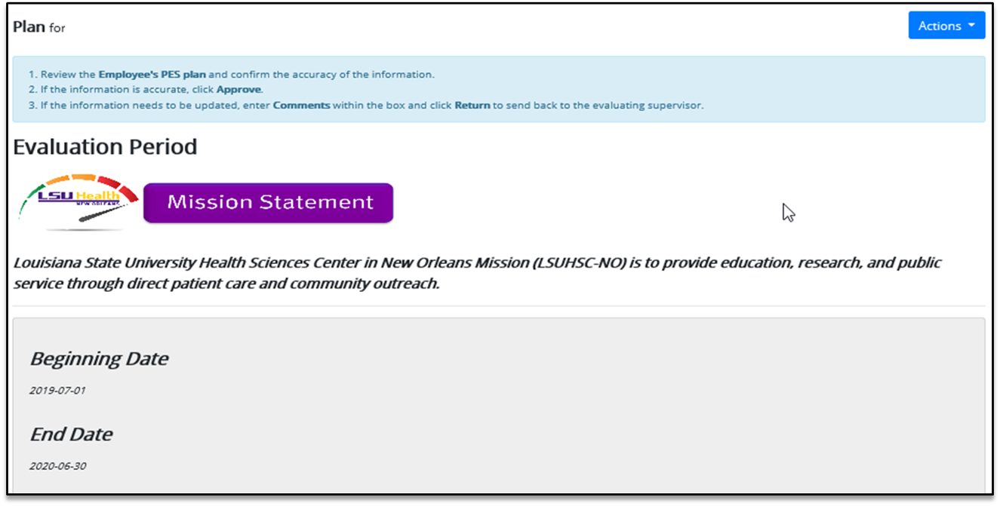 Plan for
Actions
1. Review the Employee's PES plan and confirm the accuracy of the information.
2. If the information is accurate, click Approve.
3. If the information needs to be updated, enter Comments within the box and click Return to send back to the evaluating supervisor.
Evaluation Period
LSU Health
NEW ORLEANS
Mission Statement
Louisiana State University Health Sciences Center in New Orleans Mission (LSUHSC-NO) is to provide education, research, and public
service through direct patient care and community outreach.
Beginning Date
2019-07-01
End Date
2020-06-30